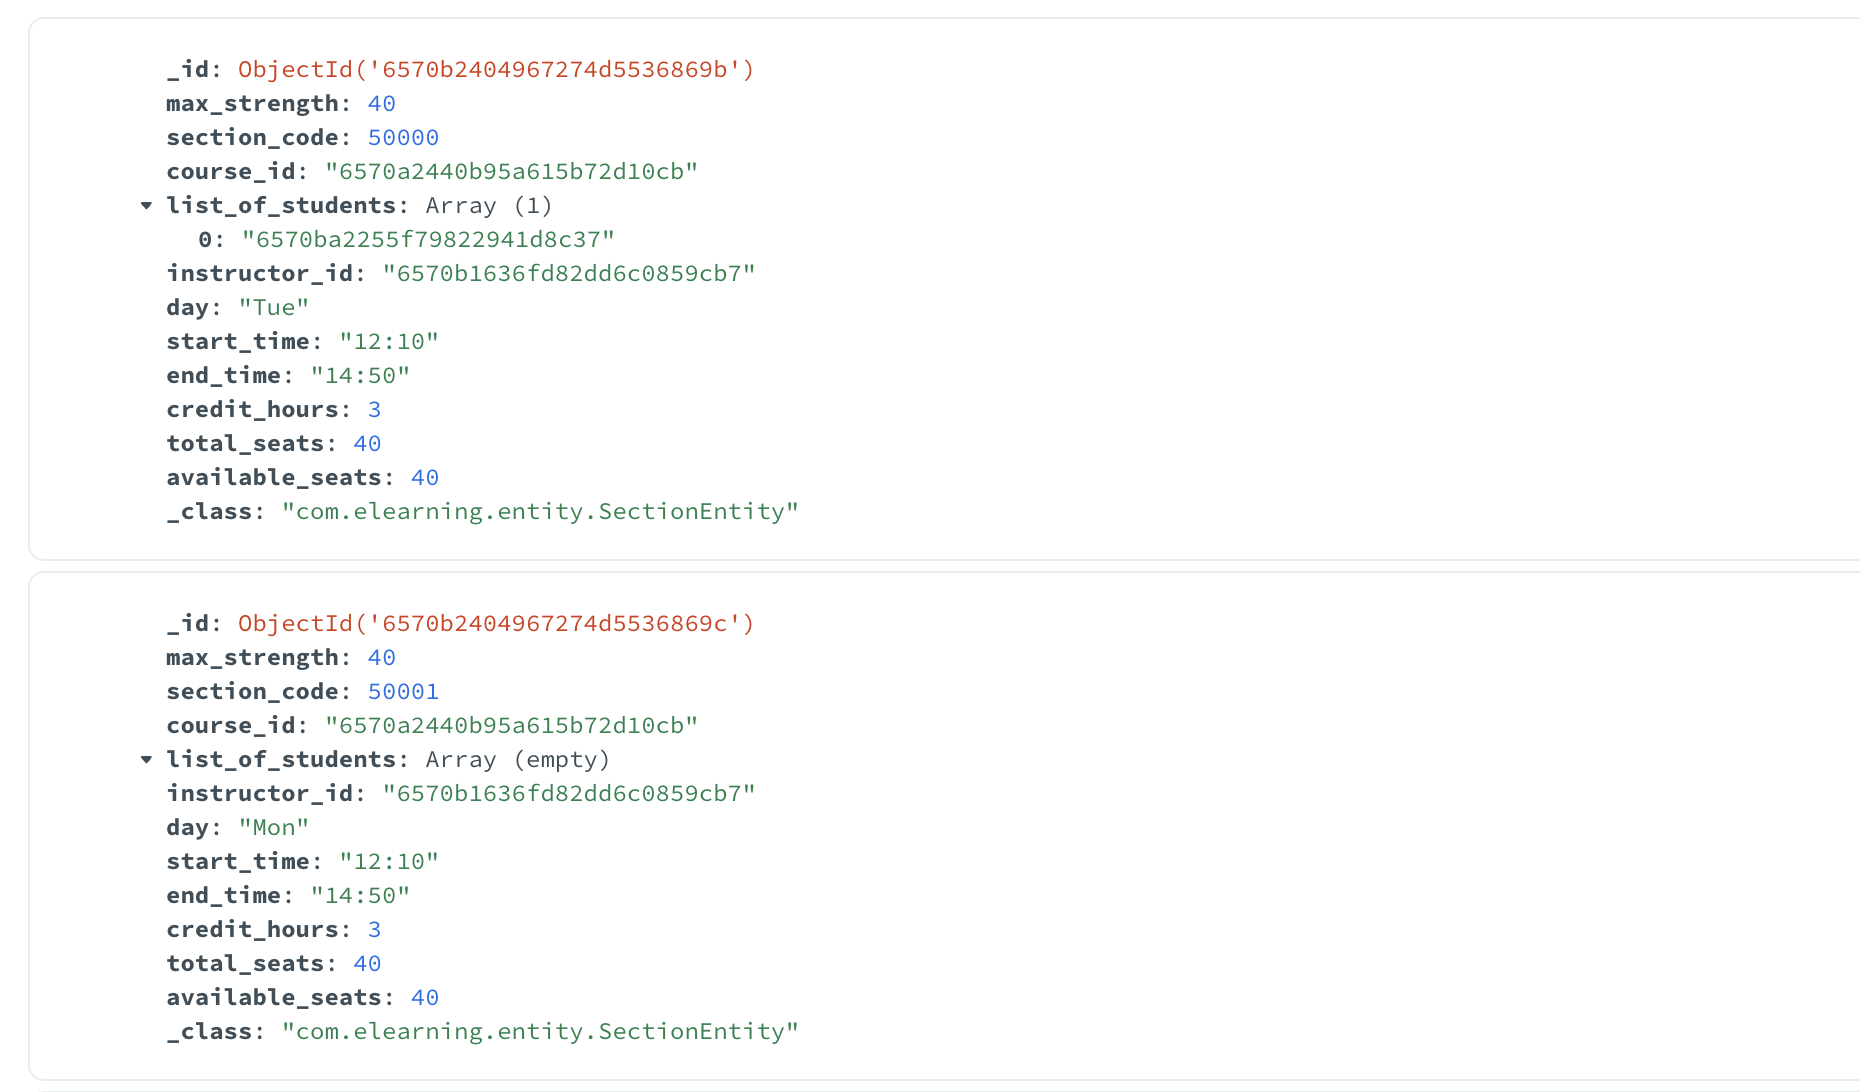 _id: ObjectId('6570b2404967274d5536869b')
max_strength: 40
section_code: 50000
course_id: "6570a2440b95a615b72d10cb"
list_of_students: Array (1)
0: "6570ba2255f79822941d8c37"
instructor_id: "6570b1636fd82dd6c0859cb7"
day: "Tue"
start_time: "12:10"
end_time: "14:50"
credit_hours: 3
total_seats: 40
available_seats: 40
_class: "com.elearning.entity.SectionEntity"
_id: ObjectId('6570b2404967274d5536869c')
max_strength: 40
section_code: 50001
course_id: "6570a2440b95a615b72d10cb"
list_of_students: Array (empty)
instructor_id: "6570b1636fd82dd6c0859cb7"
day: "Mon"
start_time: "12:10"
end_time: "14:50"
credit_hours: 3
total_seats: 40
available_seats: 40
_class: "com.elearning.entity.SectionEntity"